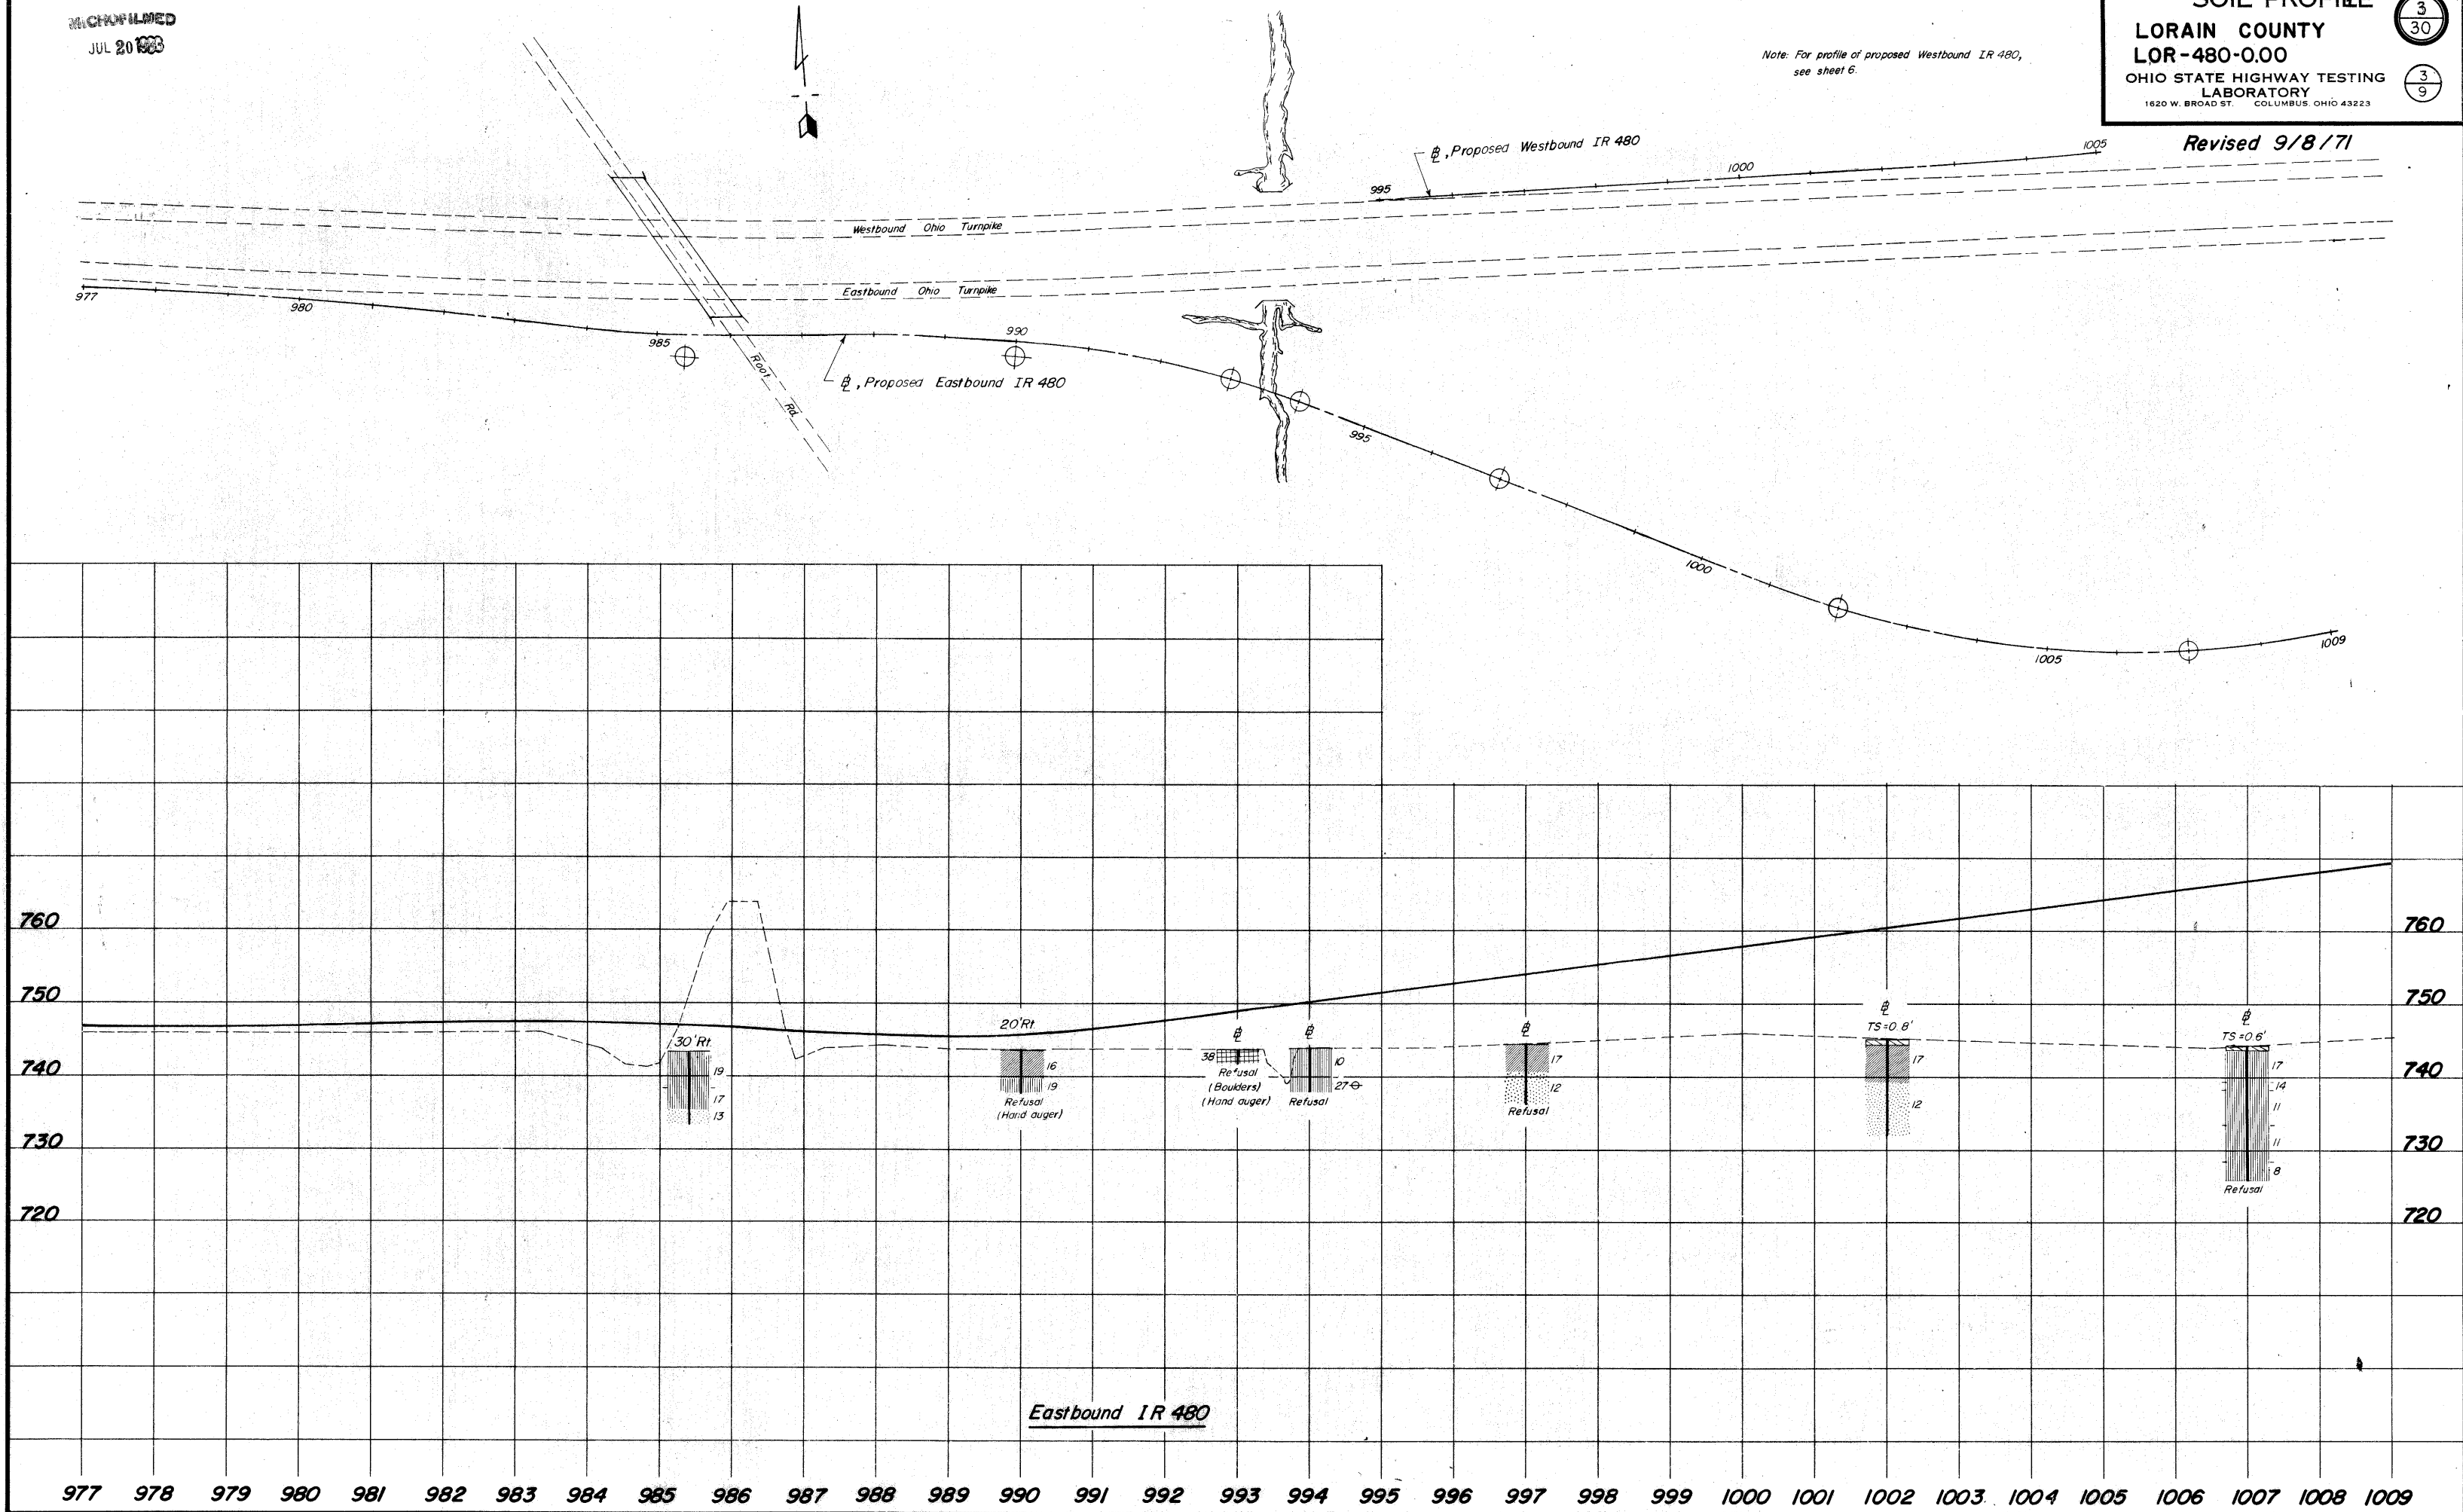 MICROFILMED
JUL 20 1983
SOIL PROFILE
3
30
LORAIN COUNTY
LOR-480-0.00
OHIO STATE HIGHWAY TESTING
LABORATORY
1620 W. BROAD ST. COLUMBUS, OHIO 43223
3
9
Revised 9/8/71
Note: For profile of proposed Westbound IR 480,
see sheet 6.
℄, Proposed Westbound IR 480
995
1000
1005
Westbound Ohio Turnpike
Eastbound Ohio Turnpike
977
980
985
990
Root Rd.
℄, Proposed Eastbound IR 480
995
1000
1005
1009
760
760
750
750
740
740
730
730
720
720
30' Rt.
19
17
13
20' Rt.
16
19
Refusal
(Hand auger)
℄
38
Refusal
(Boulders)
(Hand auger)
℄
10
27
Refusal
℄
17
12
Refusal
℄
TS=0.8'
17
12
℄
TS=0.6'
17
14
11
11
8
Refusal
Eastbound IR 480
977 978 979 980 981 982 983 984 985 986 987 988 989 990 991 992 993 994 995 996 997 998 999 1000 1001 1002 1003 1004 1005 1006 1007 1008 1009